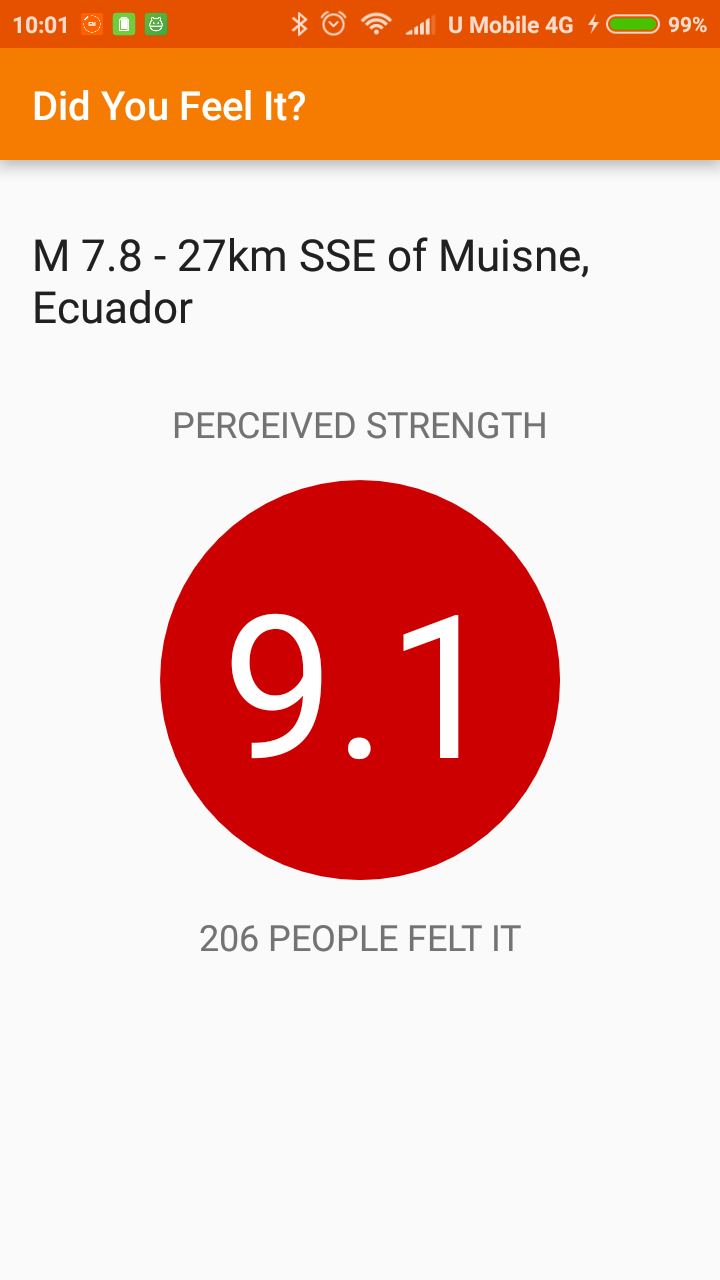 10:01 U Mobile 4G 99%
Did You Feel It?
M 7.8 - 27km SSE of Muisne,
Ecuador
PERCEIVED STRENGTH
9.1
206 PEOPLE FELT IT